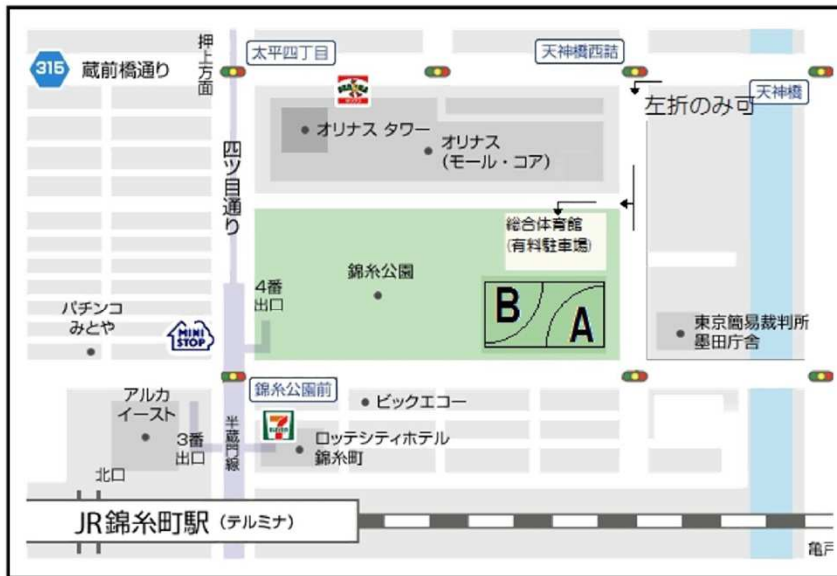 押上方面
太平四丁目
天神橋西詰
315
蔵前橋通り
天神橋
左折のみ可
オリナス タワー
オリナス
(モール・コア)
四ツ目通り
総合体育館
(有料駐車場)
錦糸公園
4番
出口
B
A
パチンコ
みとや
MINI
STOP
東京簡易裁判所
墨田庁舎
錦糸公園前
ビックエコー
アルカ
イースト
7
ELEVEN
半蔵門線
3番
出口
ロッテシティホテル
錦糸町
北口
JR錦糸町駅(テルミナ)
亀戸